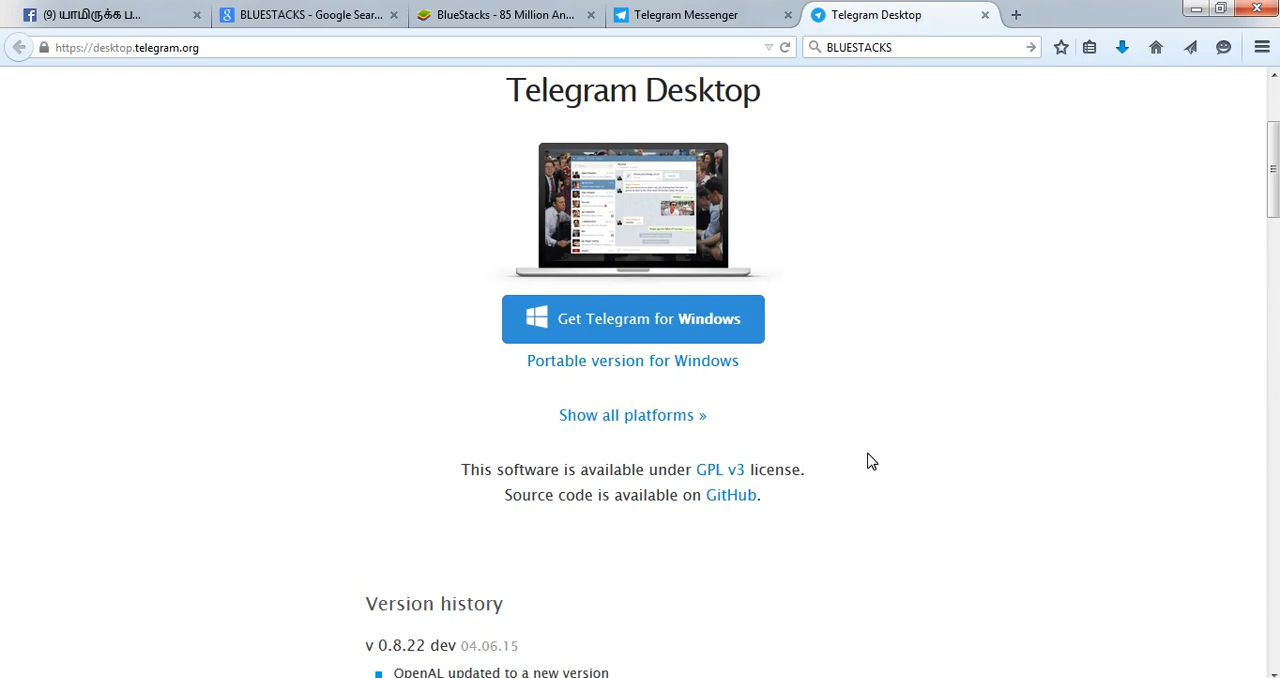 (9) யாமிருக்க ப...
BLUESTACKS - Google Sear...
BlueStacks - 85 Million An...
Telegram Messenger
Telegram Desktop
https://desktop.telegram.org
BLUESTACKS
Telegram Desktop
Get Telegram for Windows
Portable version for Windows
Show all platforms »
This software is available under GPL v3 license.
Source code is available on GitHub.
Version history
v 0.8.22 dev 04.06.15
OpenAL updated to a new version